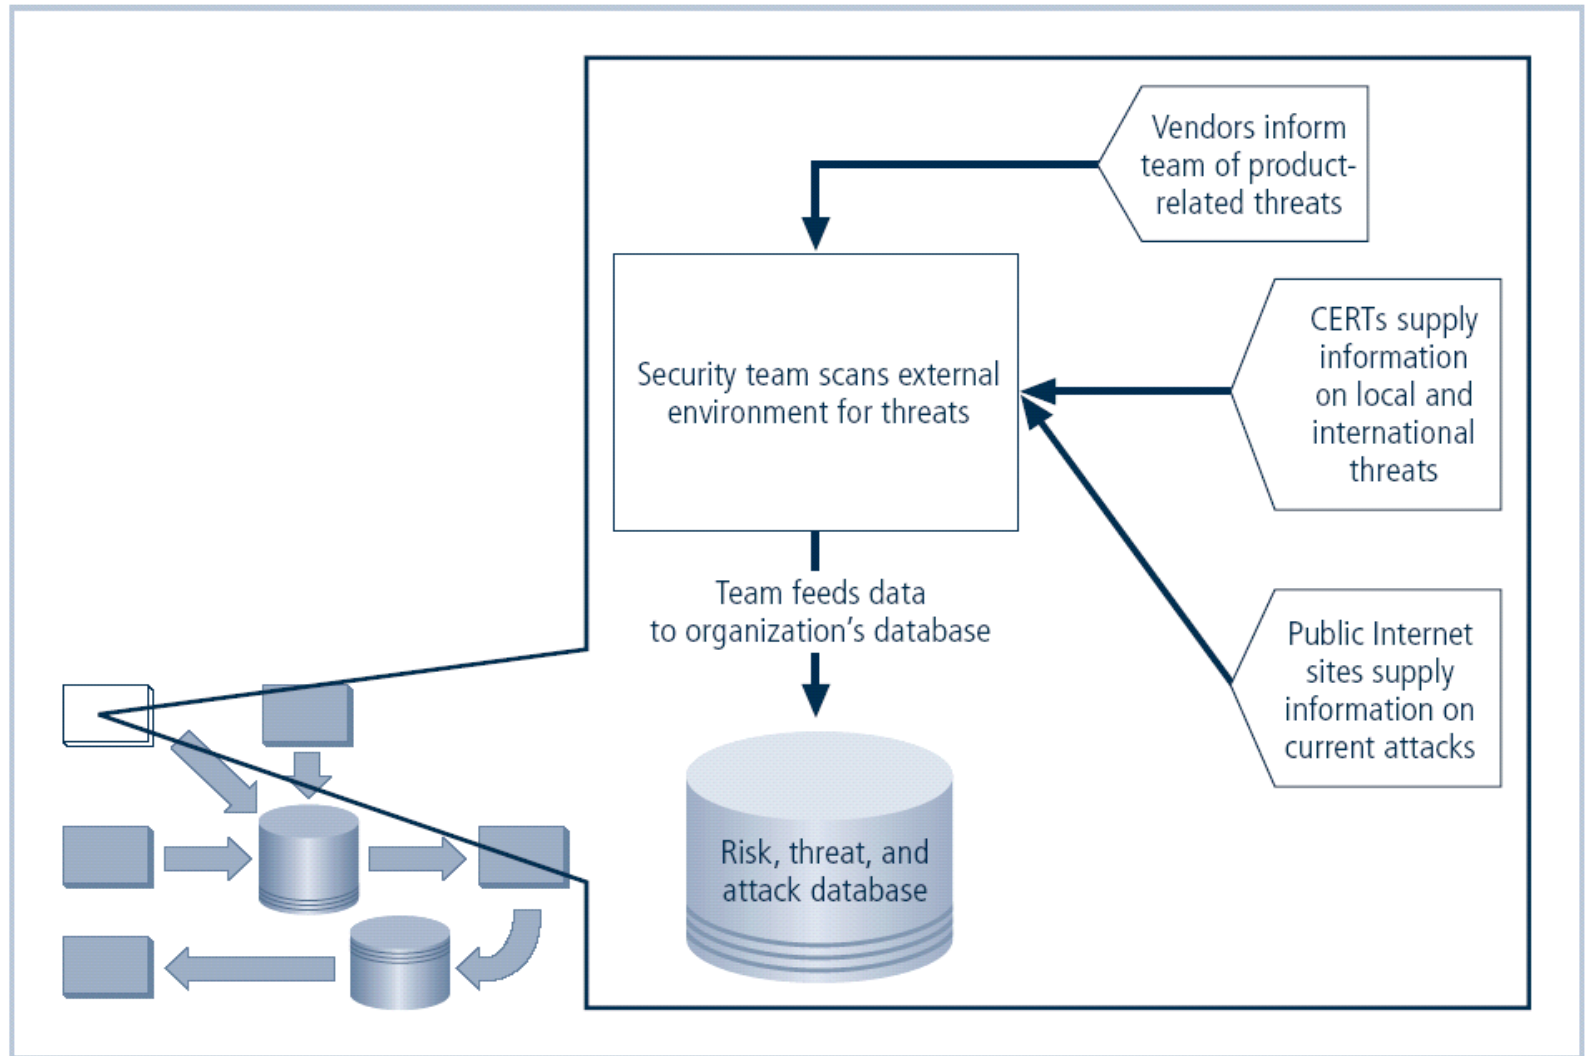 Vendors inform
team of product-
related threats
Security team scans external
environment for threats
CERTs supply
information
on local and
international
threats
Team feeds data
to organization's database
Public Internet
sites supply
information on
current attacks
Risk, threat, and
attack database